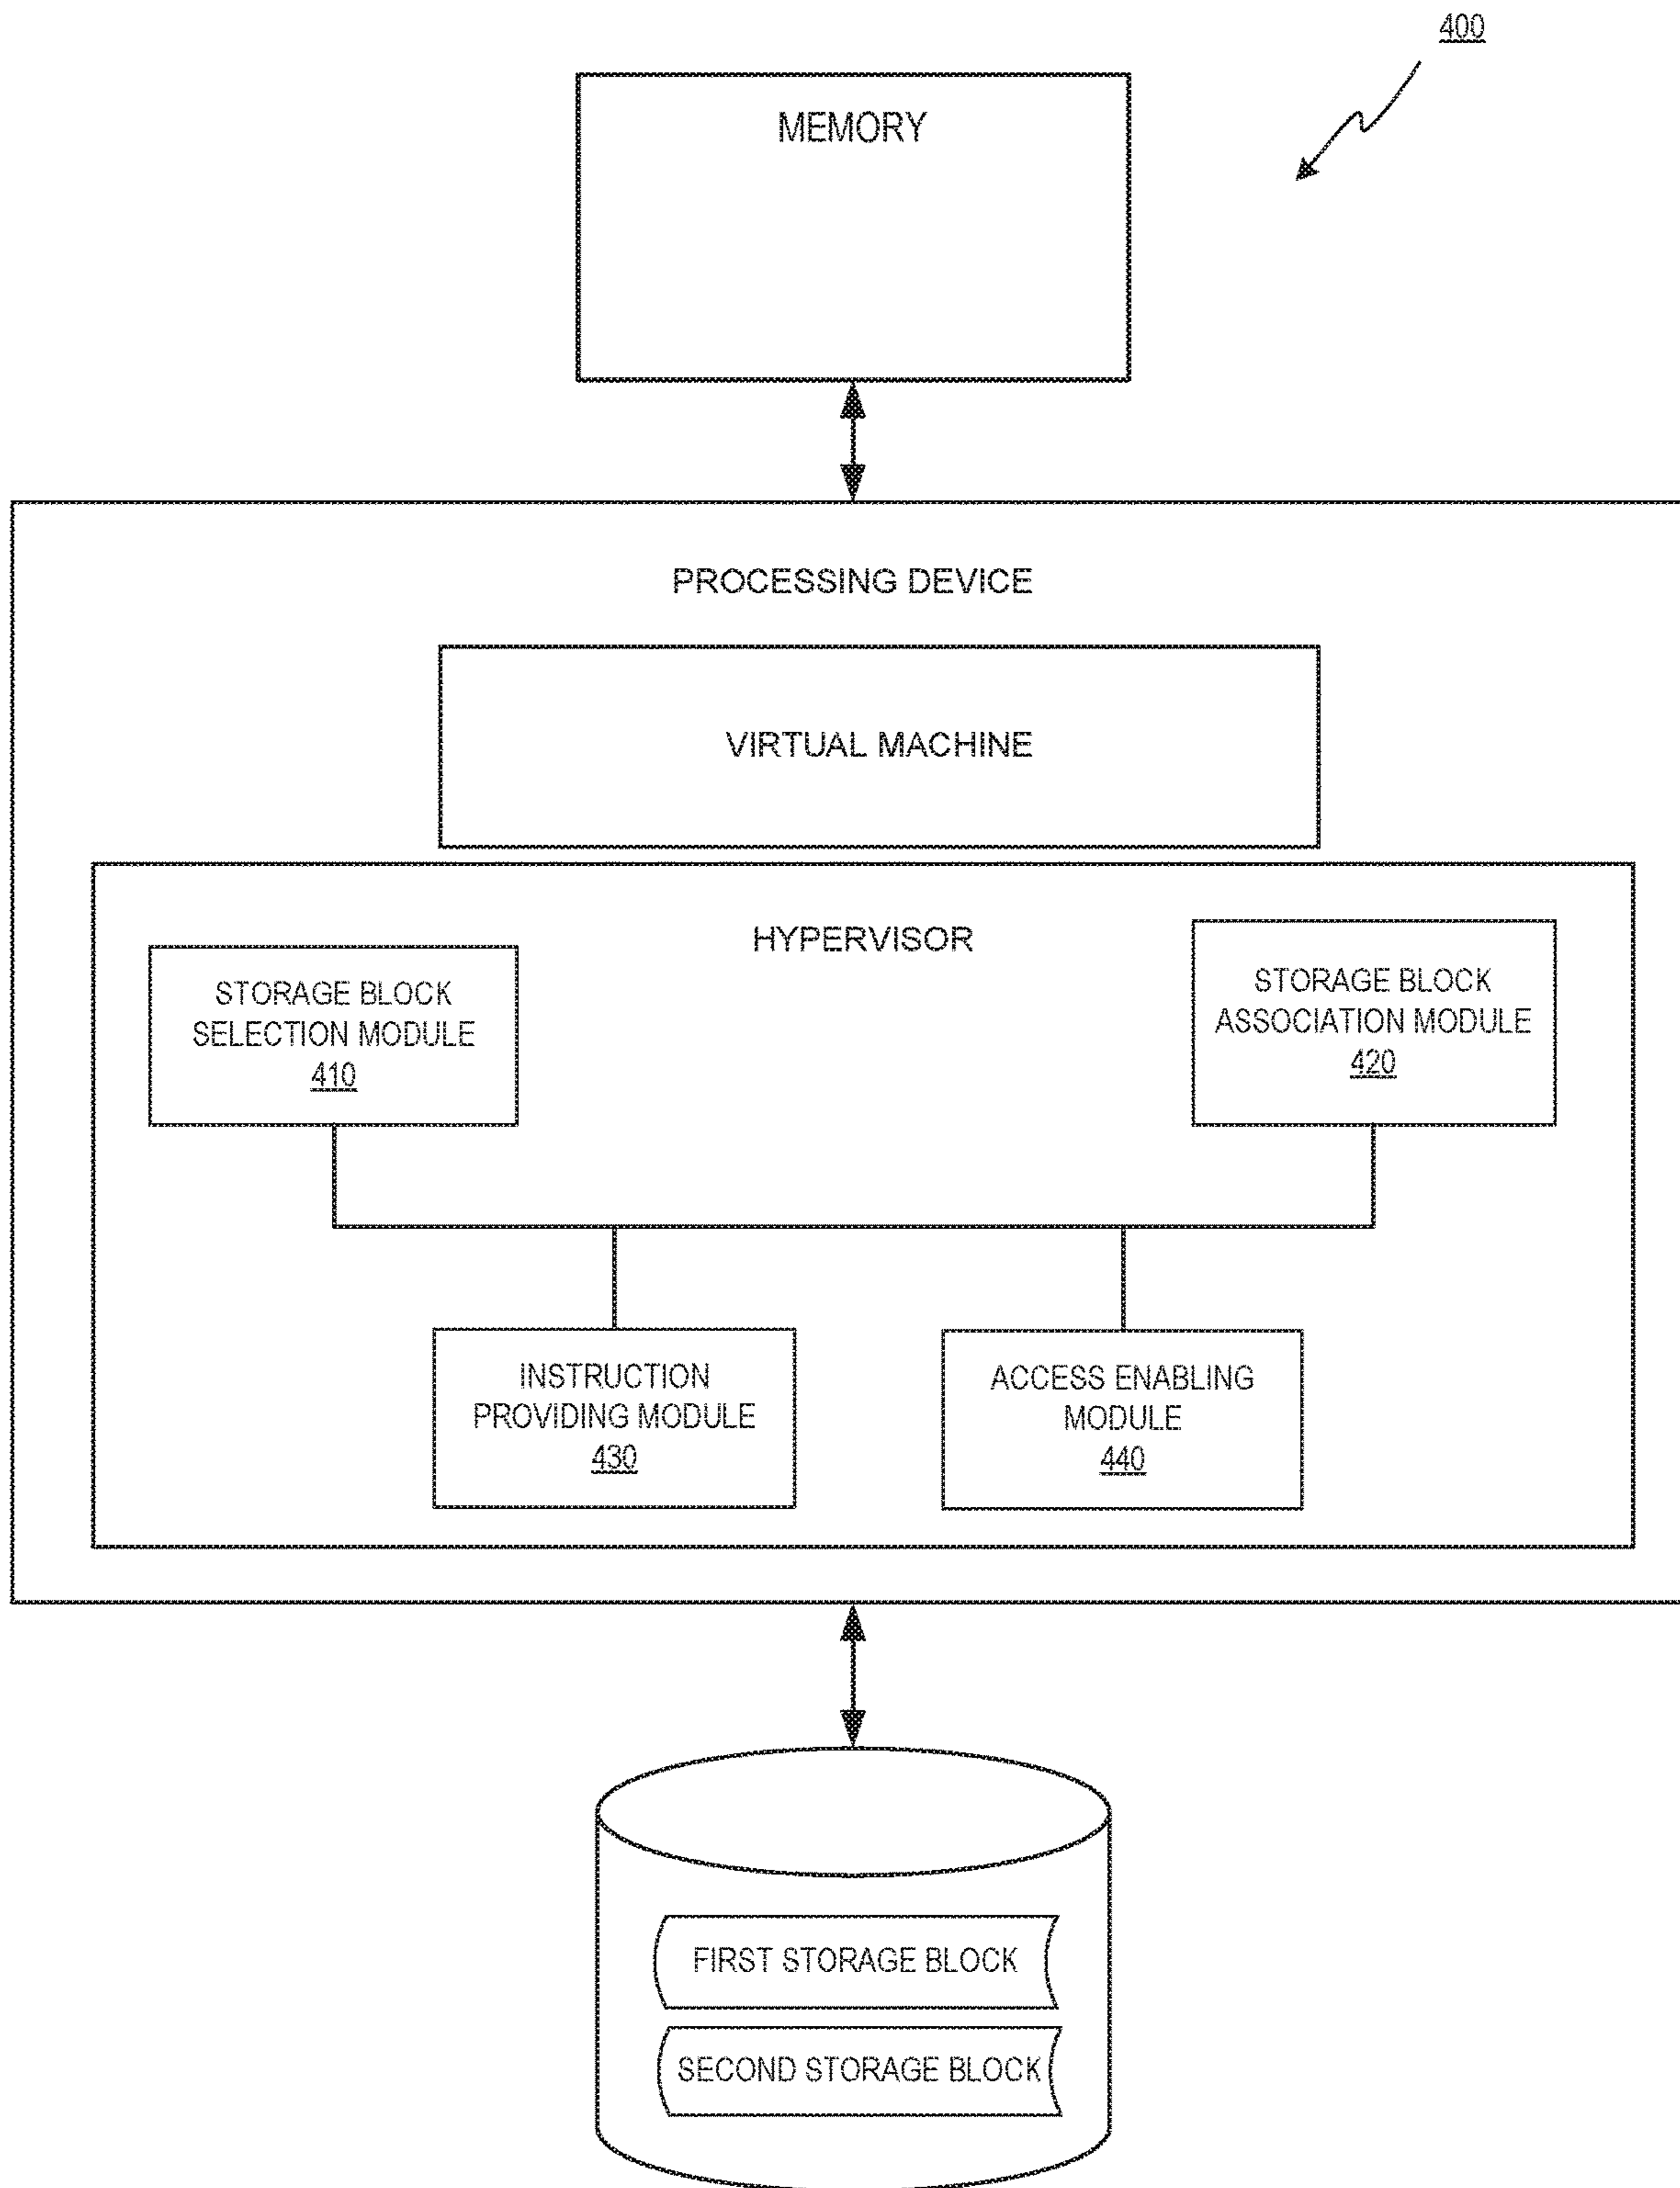 400
MEMORY
PROCESSING DEVICE
VIRTUAL MACHINE
HYPERVISOR
STORAGE BLOCK
SELECTION MODULE
410
STORAGE BLOCK
ASSOCIATION MODULE
420
INSTRUCTION
PROVIDING MODULE
430
ACCESS ENABLING
MODULE
440
FIRST STORAGE BLOCK
SECOND STORAGE BLOCK